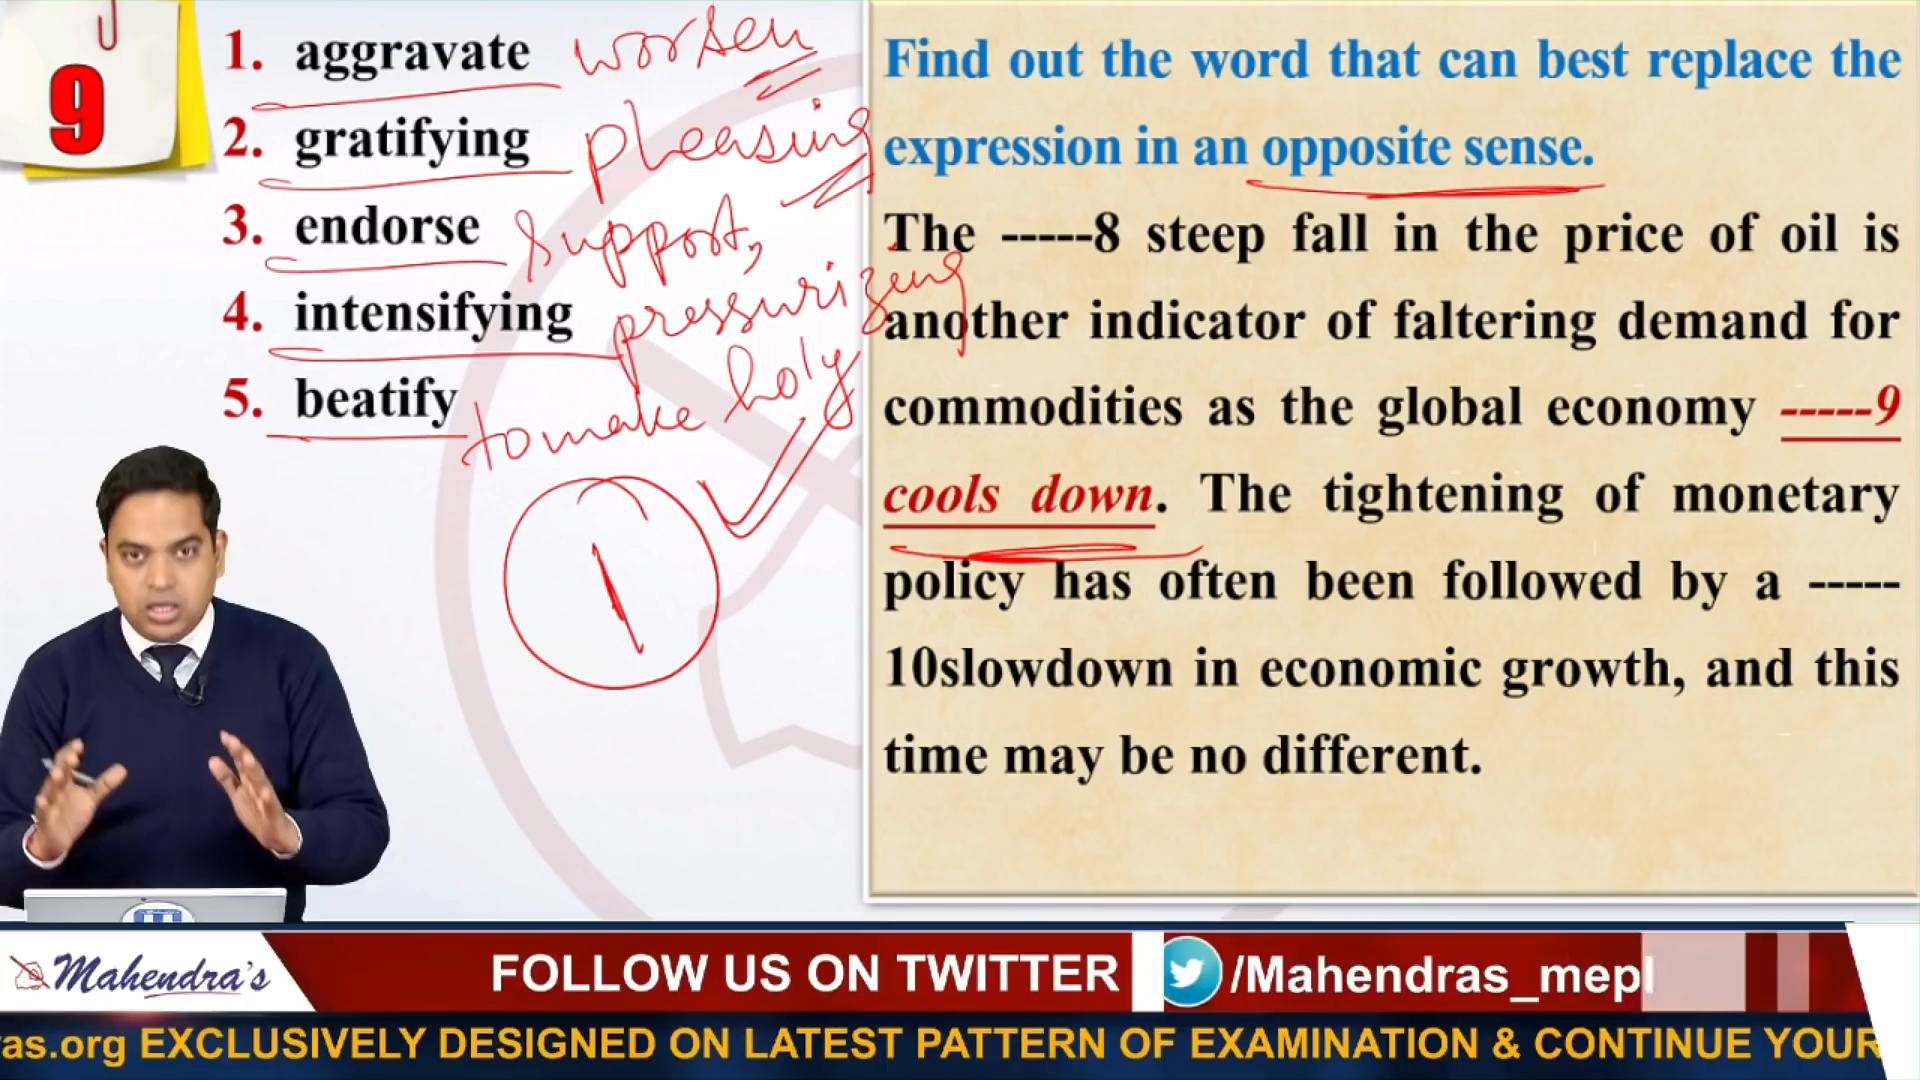 9
1. aggravate worsen
2. gratifying pleasing
3. endorse support,
4. intensifying pressurizing
5. beatify to make holy
1
Find out the word that can best replace the
expression in an opposite sense.
The -----8 steep fall in the price of oil is
another indicator of faltering demand for
commodities as the global economy -----9
cools down. The tightening of monetary
policy has often been followed by a -----
10slowdown in economic growth, and this
time may be no different.
Mahendra's
FOLLOW US ON TWITTER /Mahendras_mepl
ras.org EXCLUSIVELY DESIGNED ON LATEST PATTERN OF EXAMINATION & CONTINUE YOUR